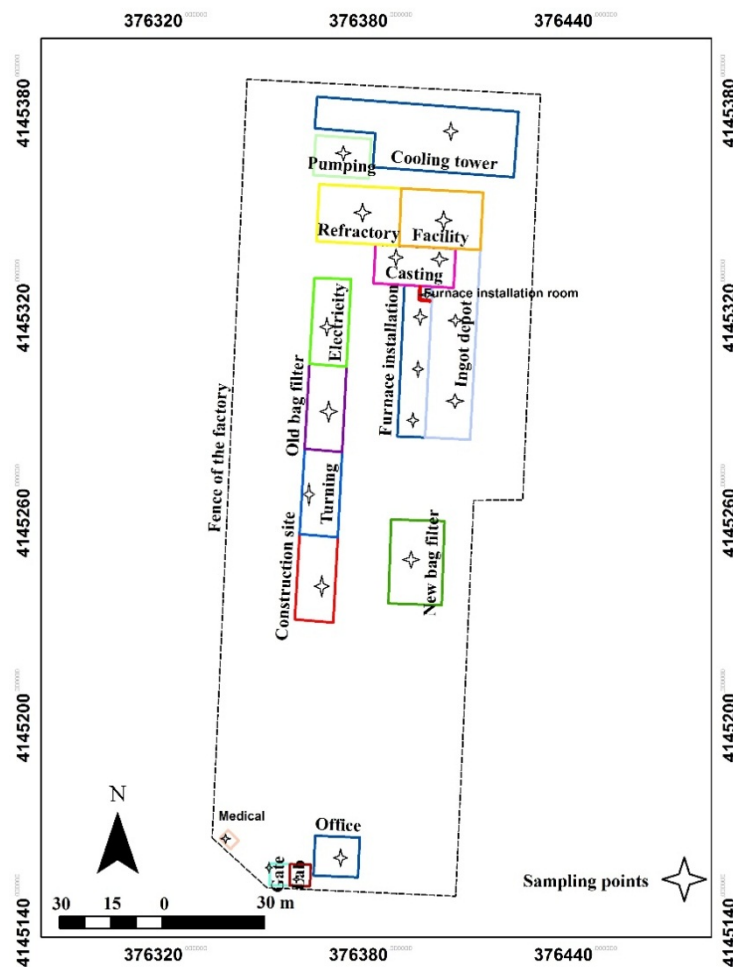 376320 376380 376440
4145380
4145380
Cooling tower
Pumping
Refractory
Facility
Casting
Furnace installation room
4145320
4145320
Electricity
Furnace installation
Ingot depot
Old bag filter
Fence of the factory
Turning
4145260
4145260
Construction site
New bag filter
4145200
4145200
N
Medical
Office
Gate
Lab
Sampling points
30 15 0 30 m
4145140
4145140
376320 376380 376440